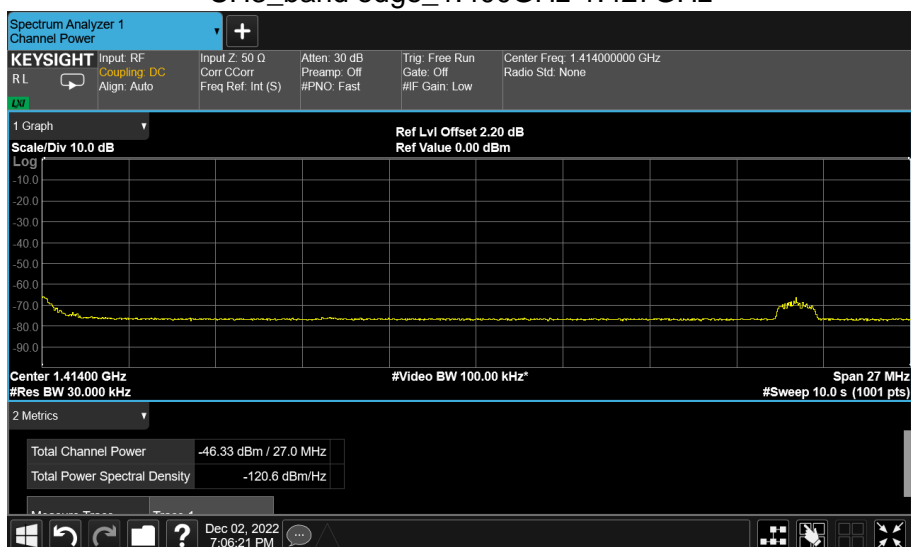 Spectrum Analyzer 1
Channel Power
+
KEYSIGHT
R L
LXI
Input: RF
Coupling: DC
Align: Auto
Input Z: 50 Ω
Corr CCorr
Freq Ref: Int (S)
Atten: 30 dB
Preamp: Off
#PNO: Fast
Trig: Free Run
Gate: Off
#IF Gain: Low
Center Freq: 1.414000000 GHz
Radio Std: None
1 Graph
Scale/Div 10.0 dB
Ref Lvl Offset 2.20 dB
Ref Value 0.00 dBm
Log
-10.0
-20.0
-30.0
-40.0
-50.0
-60.0
-70.0
-80.0
-90.0
Center 1.41400 GHz
#Video BW 100.00 kHz*
Span 27 MHz
#Res BW 30.000 kHz
#Sweep 10.0 s (1001 pts)
2 Metrics
Total Channel Power -46.33 dBm / 27.0 MHz
Total Power Spectral Density -120.6 dBm/Hz
?
Dec 02, 2022
7:06:21 PM